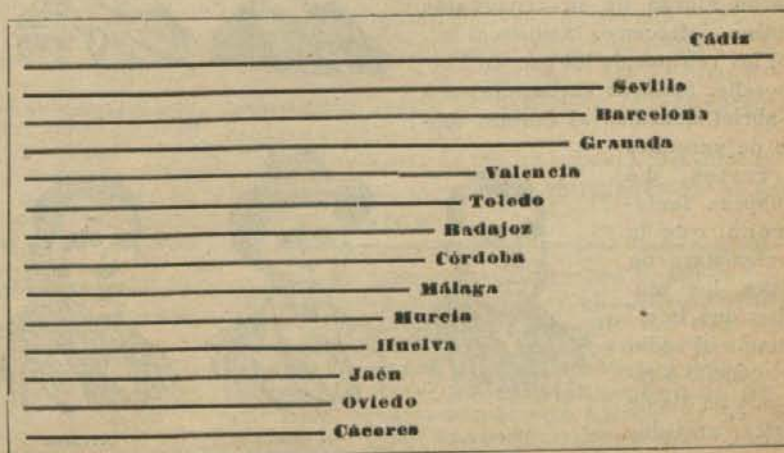 Cádiz
Sevilla
Barcelona
Granada
Valencia
Toledo
Badajoz
Córdoba
Málaga
Murcia
Huelva
Jaén
Oviedo
Cáceres